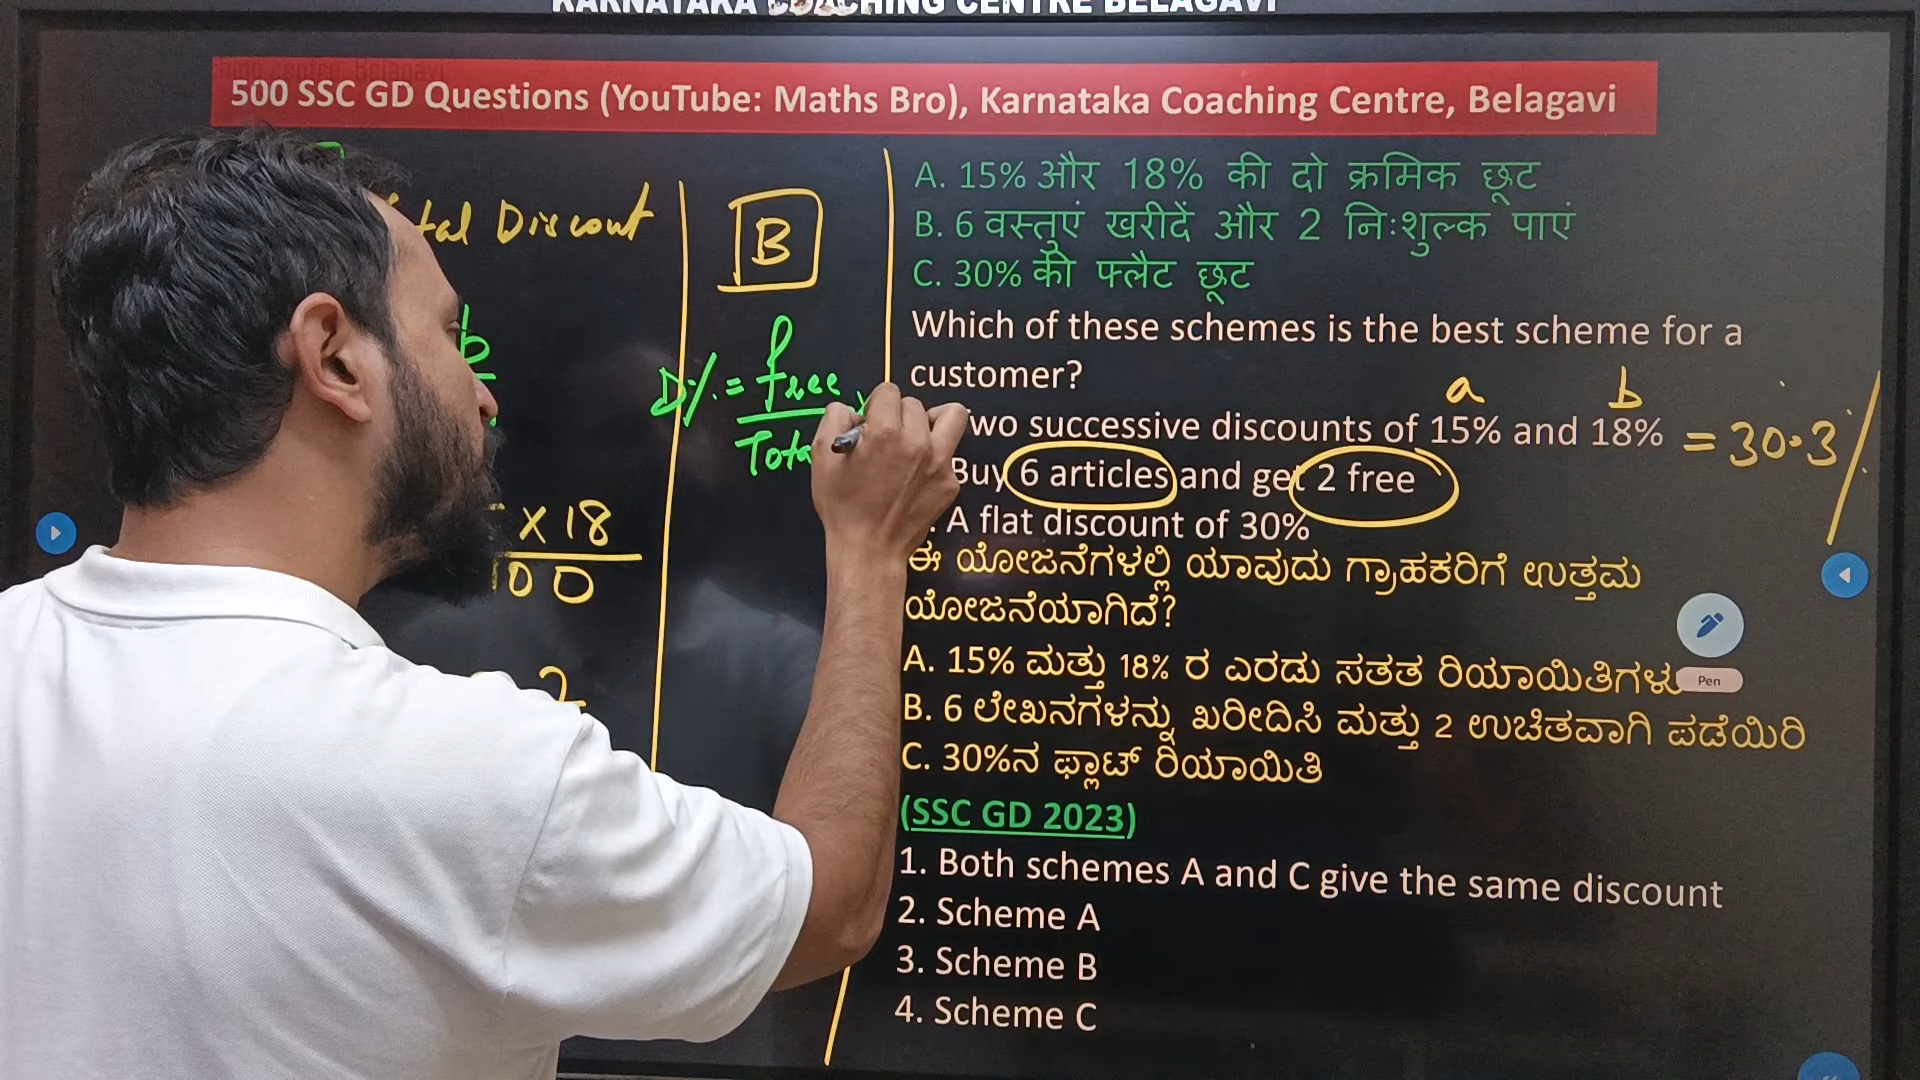 KARNATAKA COACHING CENTRE BELAGAVI
500 SSC GD Questions (YouTube: Maths Bro), Karnataka Coaching Centre, Belagavi
A. 15% और 18% की दो क्रमिक छूट
B. 6 वस्तुएं खरीदें और 2 निःशुल्क पाएं
C. 30% की फ्लैट छूट
Which of these schemes is the best scheme for a
customer?
a b
wo successive discounts of 15% and 18% = 30.3%
Buy 6 articles and get 2 free
. A flat discount of 30%
ಈ ಯೋಜನೆಗಳಲ್ಲಿ ಯಾವುದು ಗ್ರಾಹಕರಿಗೆ ಉತ್ತಮ
ಯೋಜನೆಯಾಗಿದೆ?
A. 15% ಮತ್ತು 18% ರ ಎರಡು ಸತತ ರಿಯಾಯಿತಿಗಳು
B. 6 ಲೇಖನಗಳನ್ನು ಖರೀದಿಸಿ ಮತ್ತು 2 ಉಚಿತವಾಗಿ ಪಡೆಯಿರಿ
C. 30%ನ ಫ್ಲಾಟ್ ರಿಯಾಯಿತಿ
(SSC GD 2023)
1. Both schemes A and C give the same discount
2. Scheme A
3. Scheme B
4. Scheme C
Pen
tal Discount
b
x 18
00
2
B
D% = free
Tota